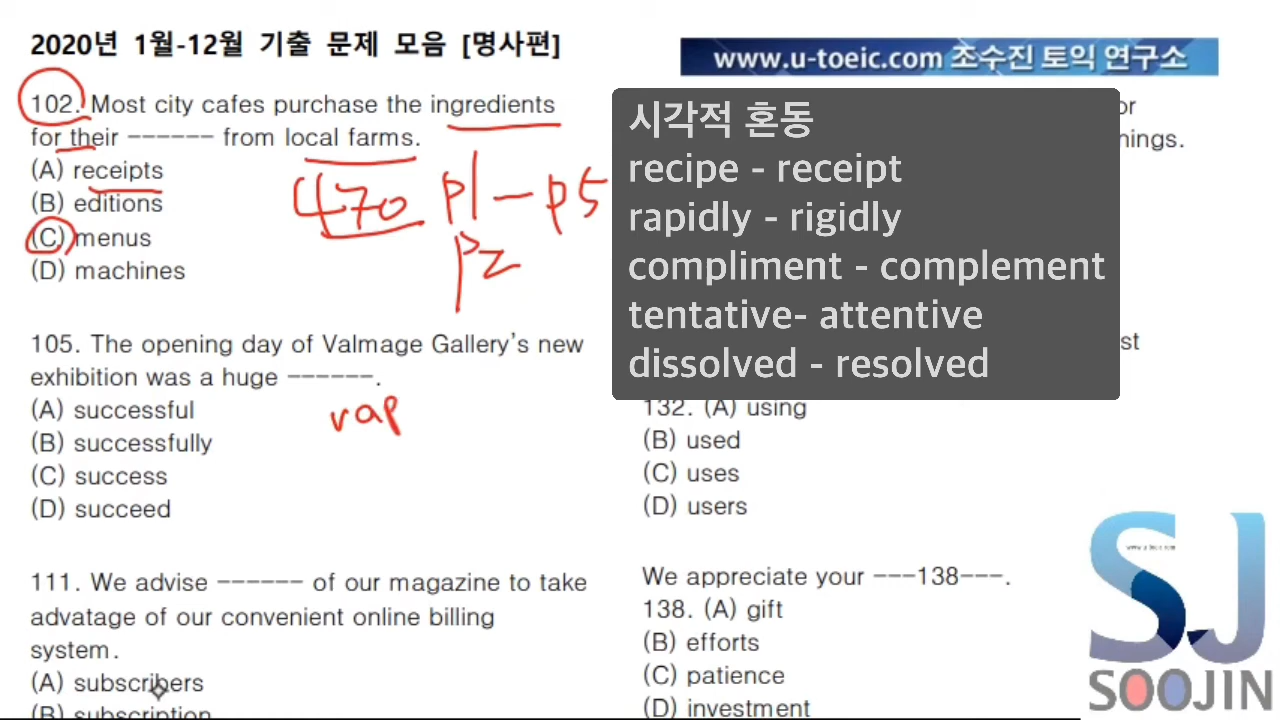 2020년 1월-12월 기출 문제 모음 [명사편]
www.u-toeic.com 조수진 토익 연구소
102. Most city cafes purchase the ingredients
for their ------ from local farms.
(A) receipts
(B) editions
(C) menus
(D) machines
470 p1 - p5
p2
105. The opening day of Valmage Gallery's new
exhibition was a huge ------.
(A) successful
(B) successfully
(C) success
(D) succeed
rap
111. We advise ------ of our magazine to take
advatage of our convenient online billing
system.
(A) subscribers
(B) subscription
시각적 혼동
recipe - receipt
rapidly - rigidly
compliment - complement
tentative- attentive
dissolved - resolved
or
nings.
st
132. (A) using
(B) used
(C) uses
(D) users
We appreciate your ---138---.
138. (A) gift
(B) efforts
(C) patience
(D) investment
SJ
SOOJIN